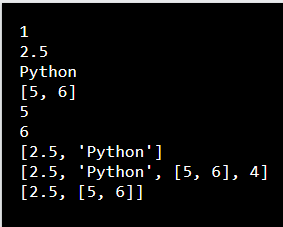 1
2.5
Python
[5, 6]
5
6
[2.5, 'Python']
[2.5, 'Python', [5, 6], 4]
[2.5, [5, 6]]